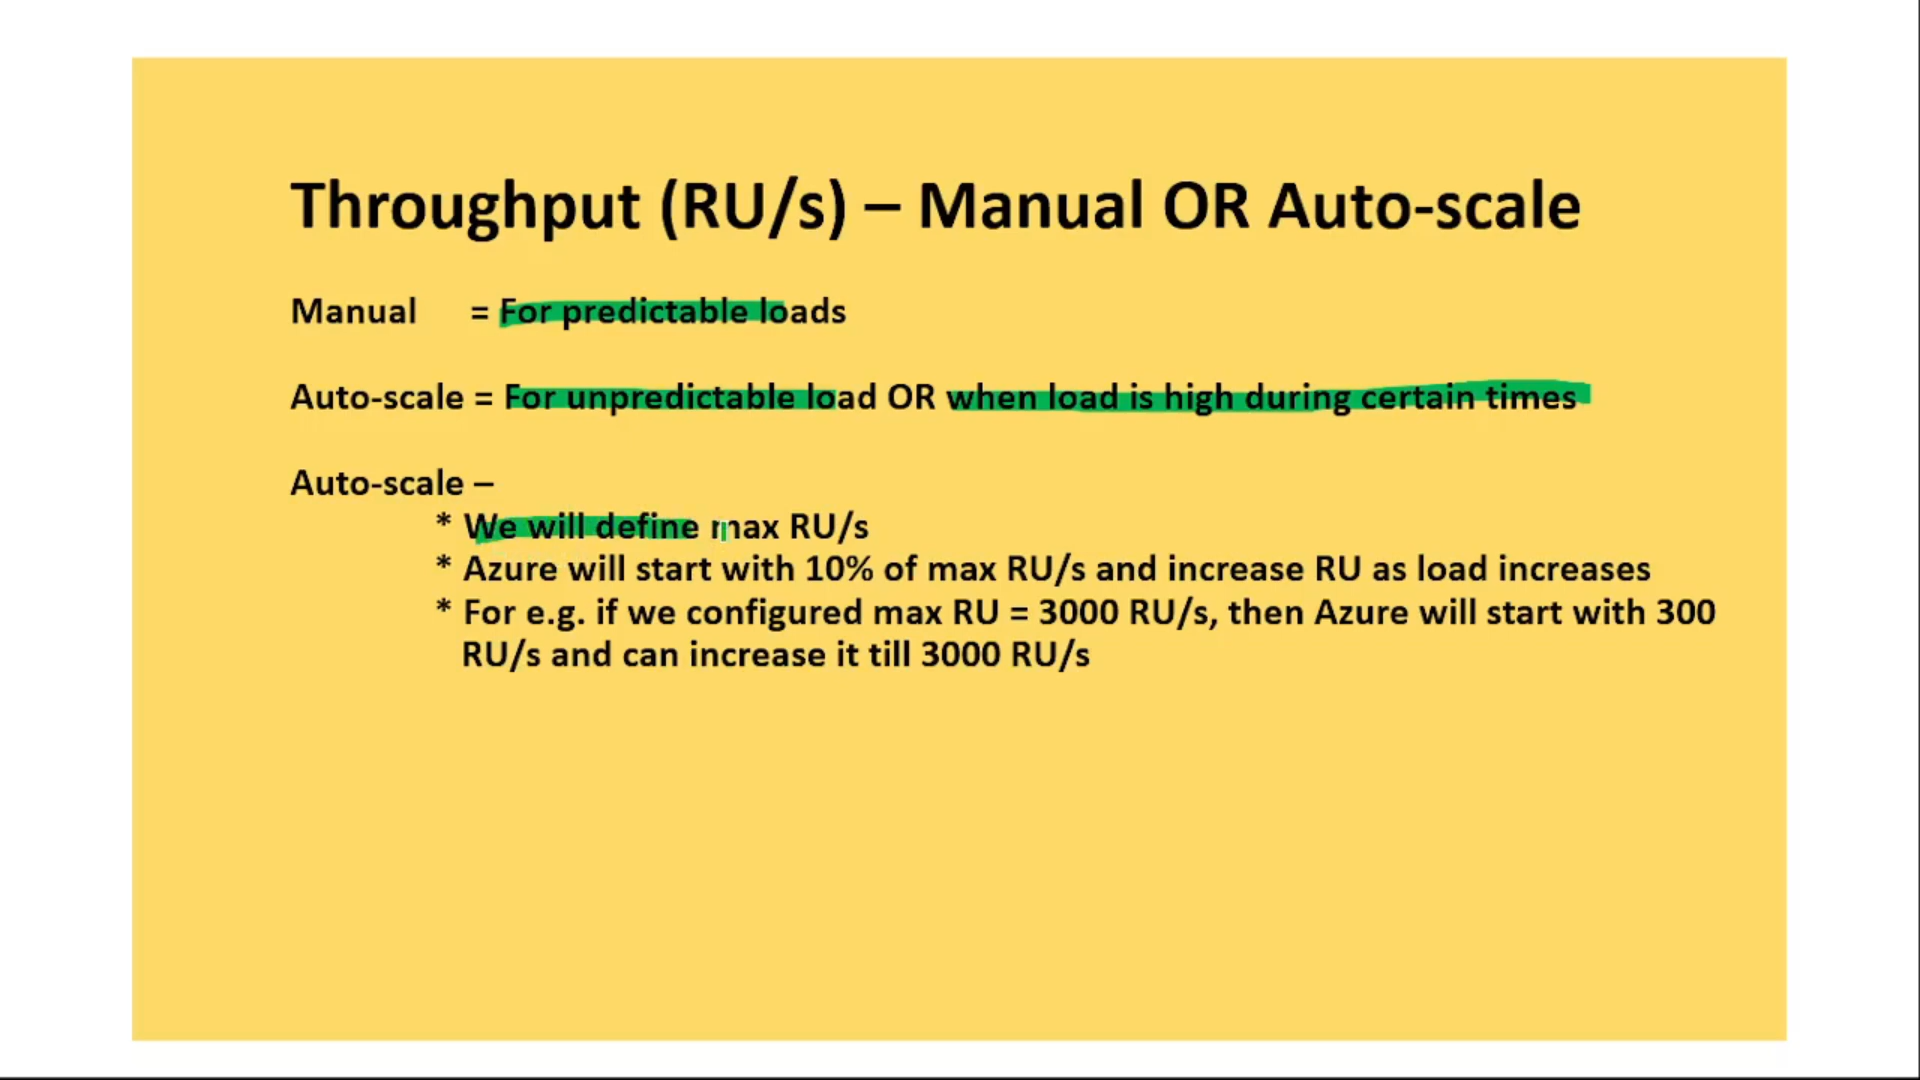 Throughput (RU/s) – Manual OR Auto-scale
Manual = For predictable loads
Auto-scale = For unpredictable load OR when load is high during certain times
Auto-scale –
* We will define max RU/s
* Azure will start with 10% of max RU/s and increase RU as load increases
* For e.g. if we configured max RU = 3000 RU/s, then Azure will start with 300
RU/s and can increase it till 3000 RU/s